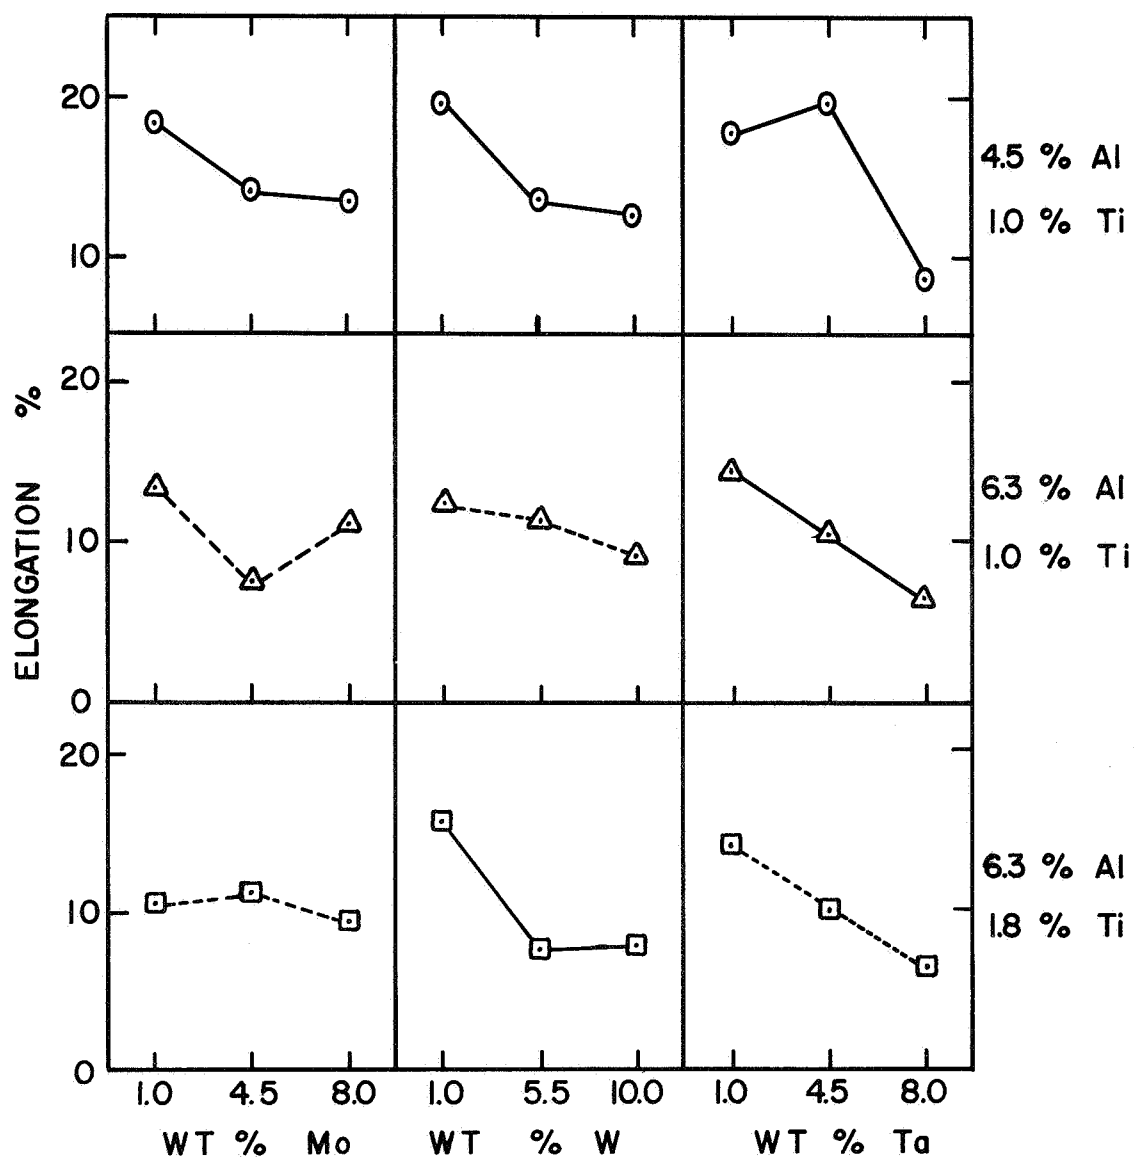 20
4.5 % Al
1.0 % Ti
10
20
ELONGATION %
6.3 % Al
10
1.0 % Ti
0
20
6.3 % Al
10
1.8 % Ti
0
1.0 4.5 8.0 1.0 5.5 10.0 1.0 4.5 8.0
WT % Mo WT % W WT % Ta